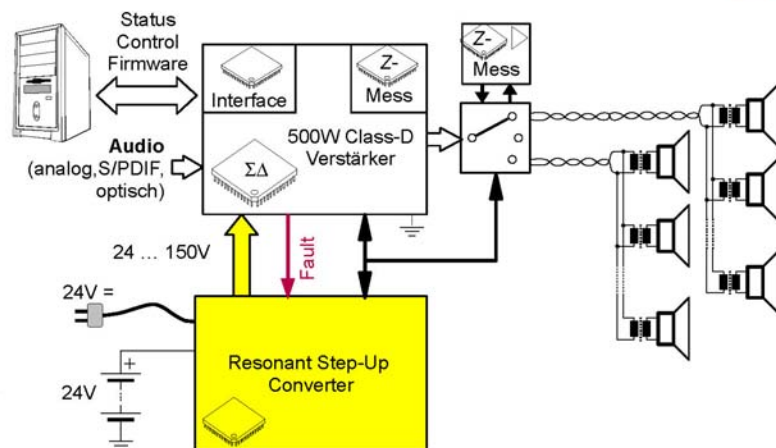 Status
Control
Firmware
Interface
Z-
Mess
Z-
Mess
Audio
(analog,S/PDIF,
optisch)
ΣΔ
500W Class-D
Verstärker
24 ... 150V
Fault
24V =
+
24V
Resonant Step-Up
Converter